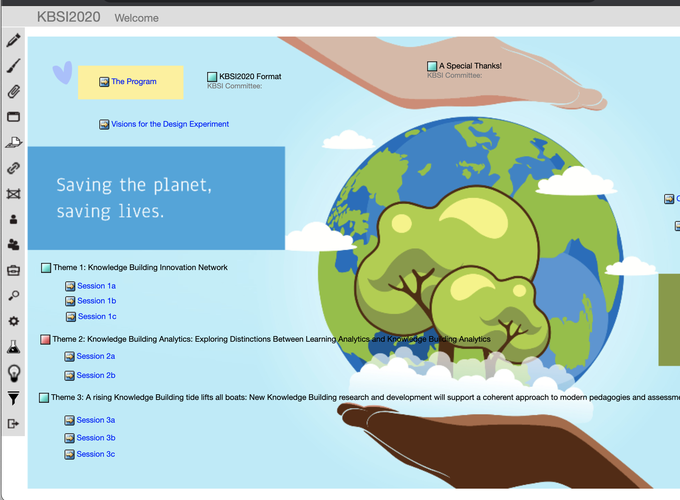 KBSI2020 Welcome
The Program
KBSI2020 Format
KBSI Committee:
A Special Thanks!
KBSI Committee:
Visions for the Design Experiment
Saving the planet,
saving lives.
Theme 1: Knowledge Building Innovation Network
Session 1a
Session 1b
Session 1c
Theme 2: Knowledge Building Analytics: Exploring Distinctions Between Learning Analytics and Knowledge Building Analytics
Session 2a
Session 2b
Theme 3: A rising Knowledge Building tide lifts all boats: New Knowledge Building research and development will support a coherent approach to modern pedagogies and
Session 3a
Session 3b
Session 3c